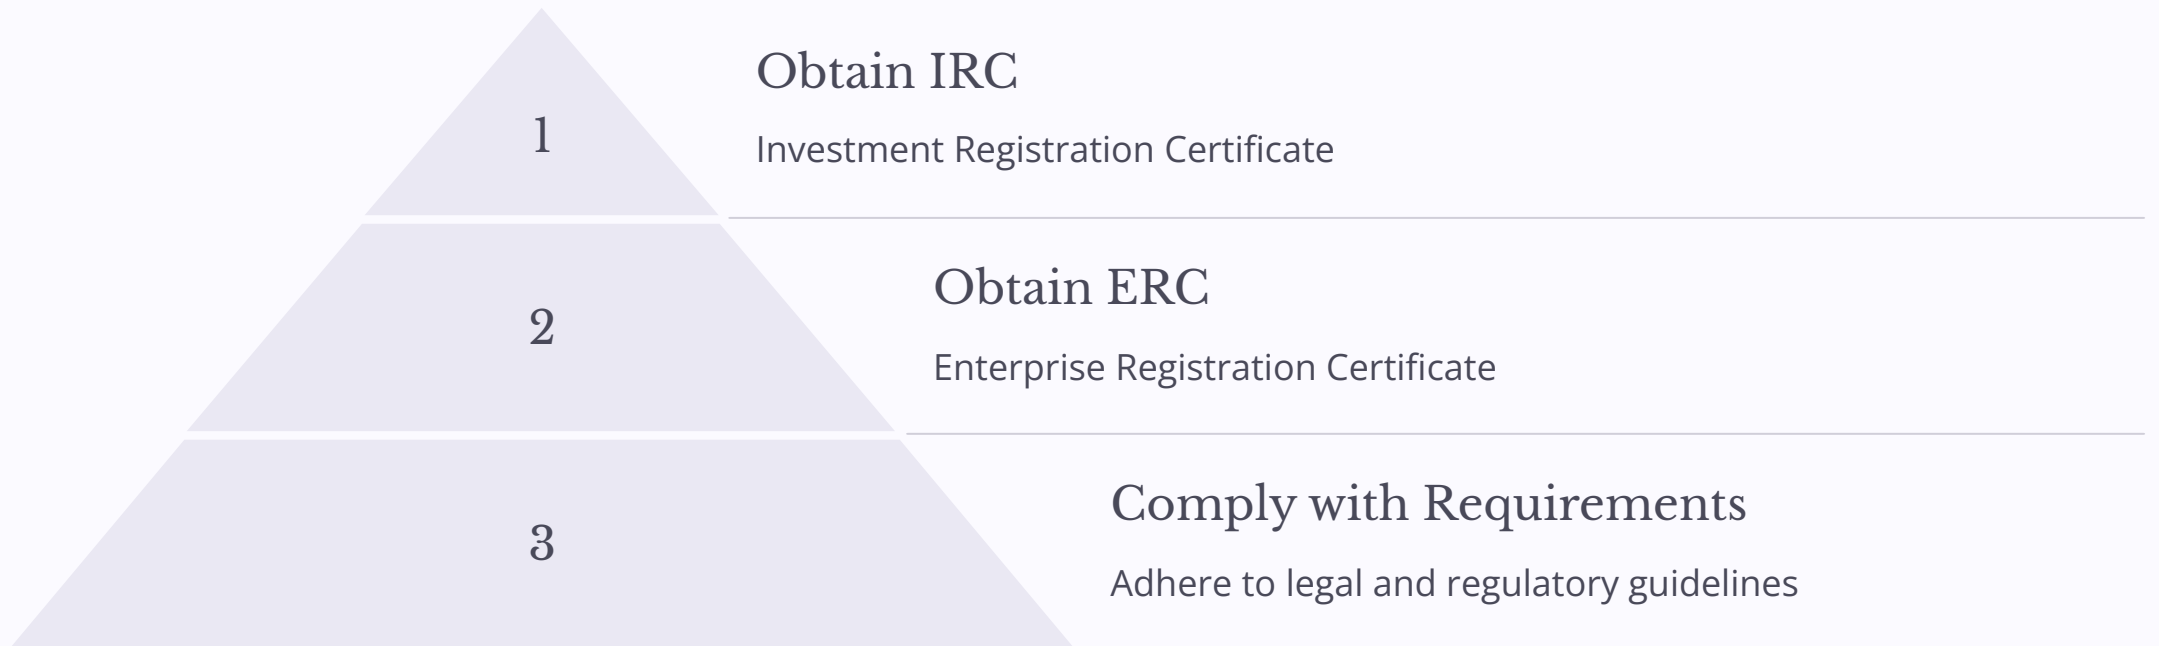 1
Obtain IRC
Investment Registration Certificate
2
Obtain ERC
Enterprise Registration Certificate
3
Comply with Requirements
Adhere to legal and regulatory guidelines